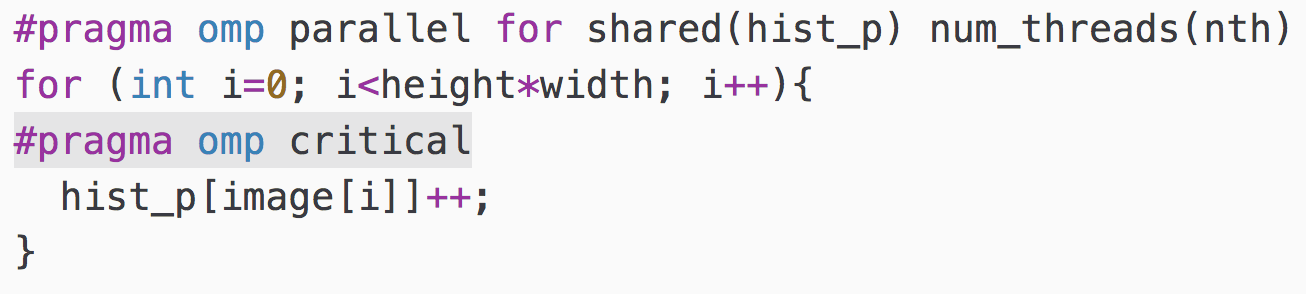 #pragma omp parallel for shared(hist_p) num_threads(nth)
for (int i=0; i<height*width; i++){
#pragma omp critical
  hist_p[image[i]]++;
}